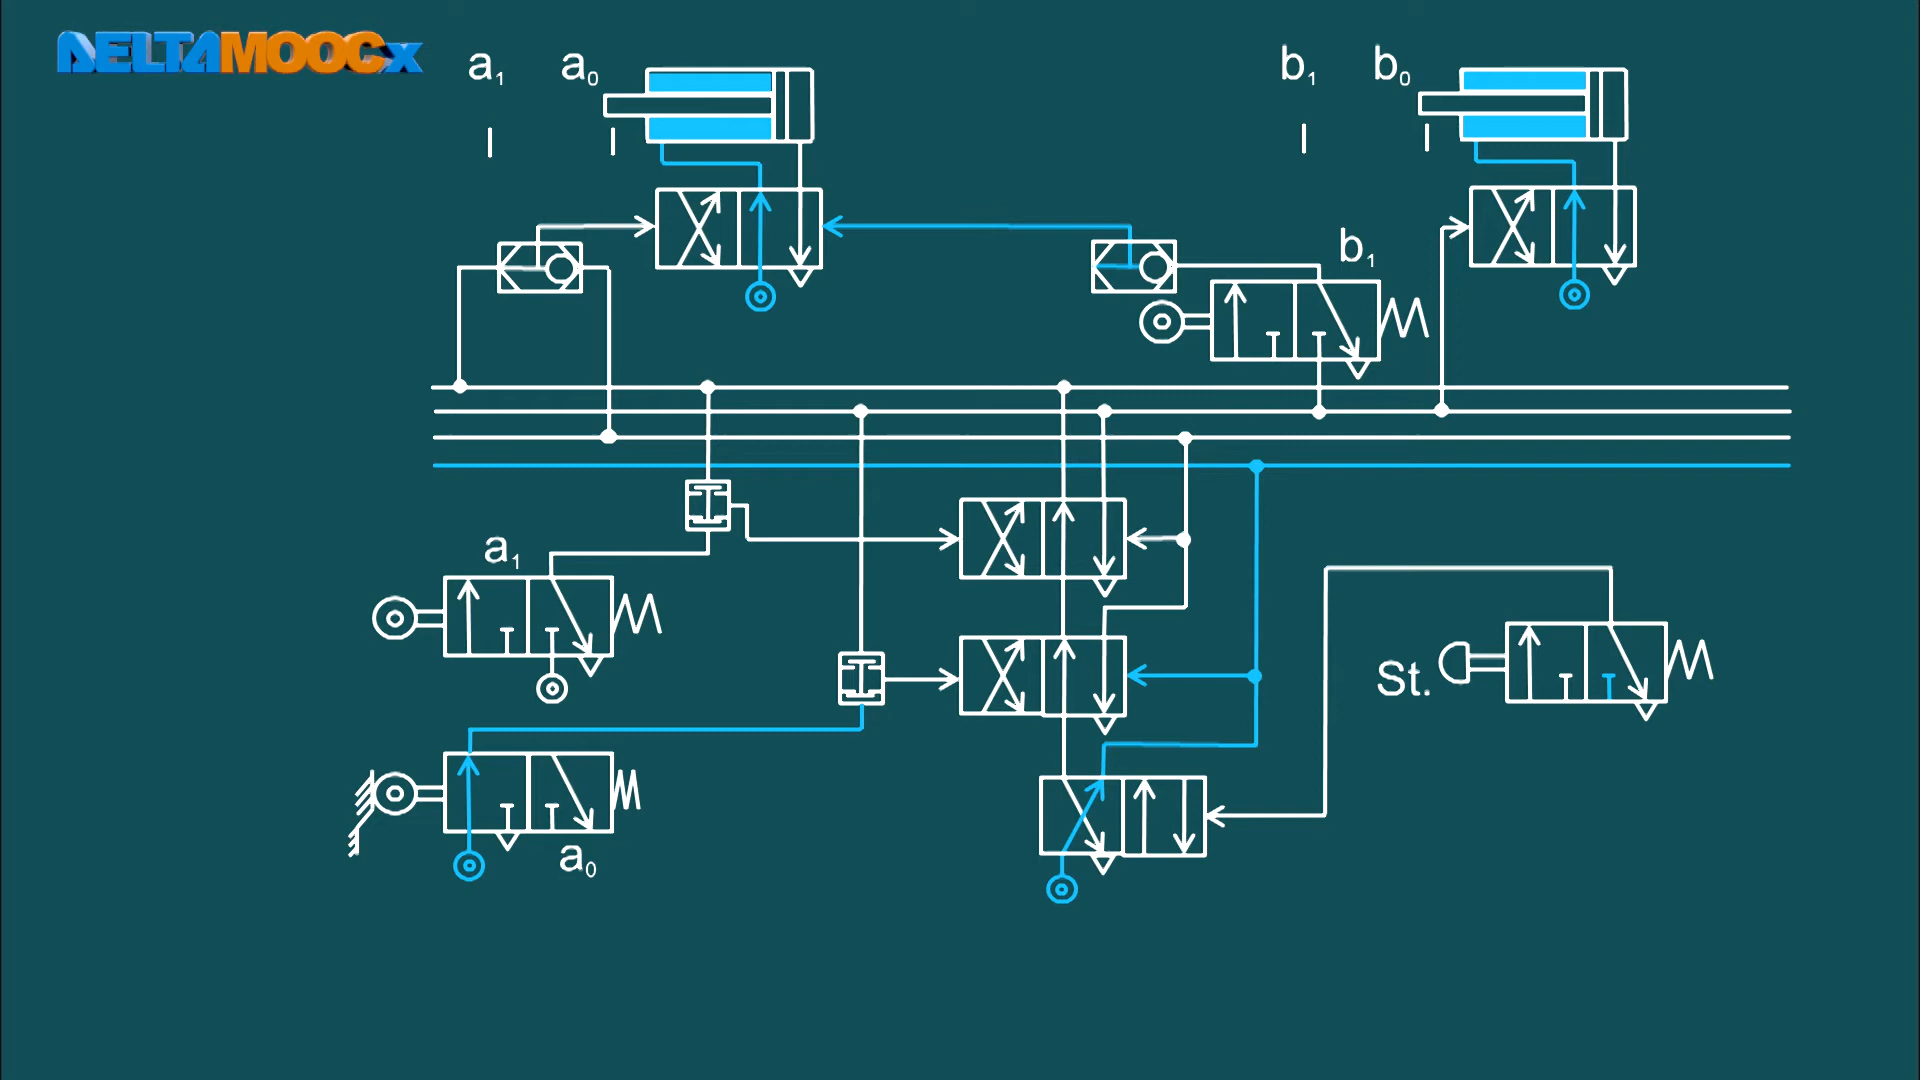 DELTAMOOCx
a₁ a₀ b₁ b₀
b₁
a₁
St.
a₀